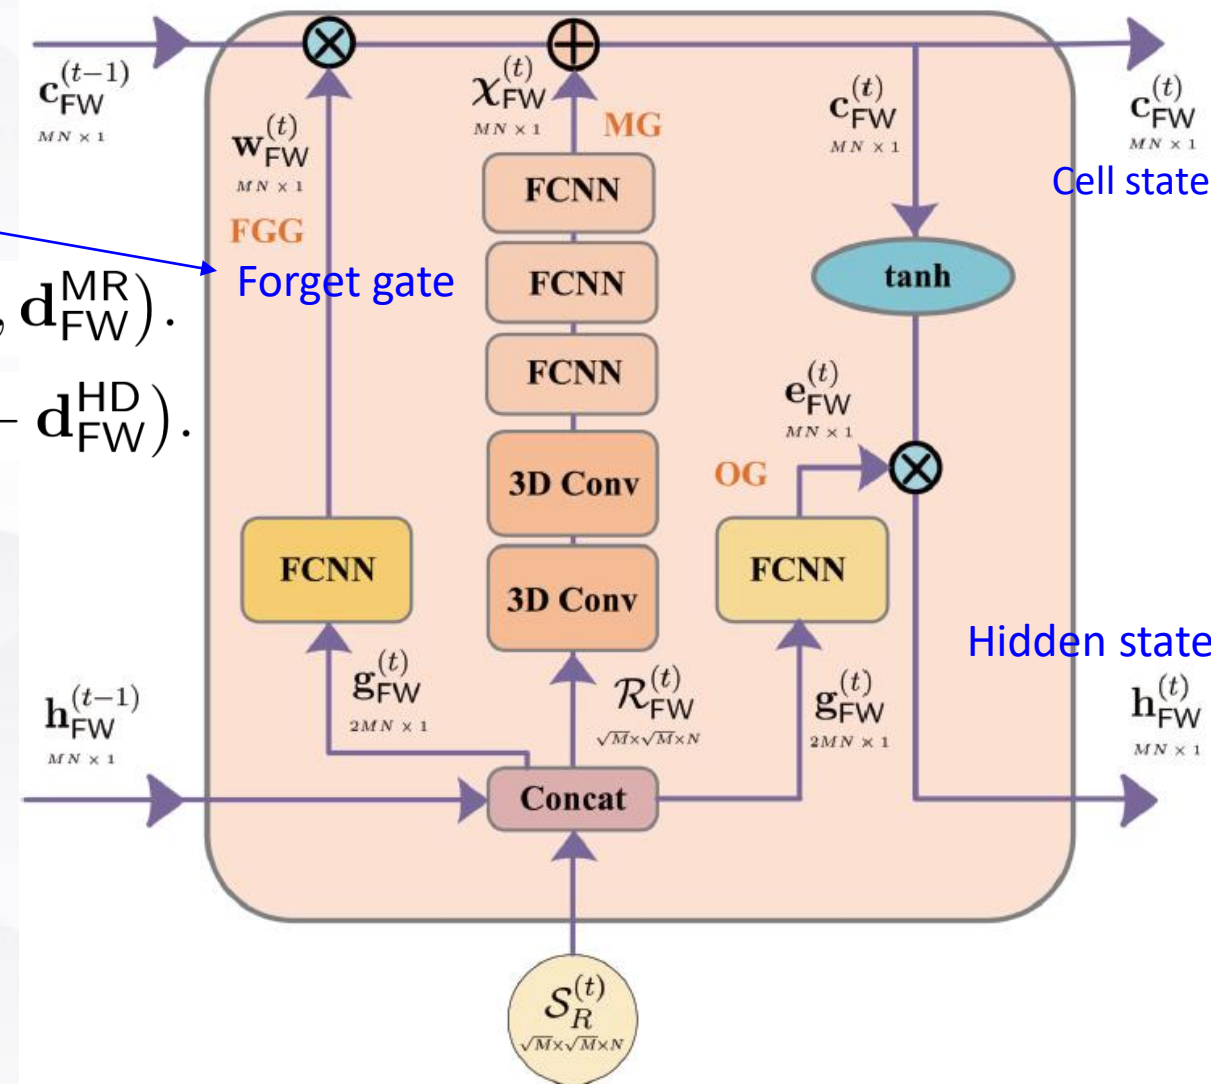 c_FW^(t−1)
MN × 1
w_FW^(t)
MN × 1
FGG
Forget gate
, d_FW^MR).
− d_FW^HD).
FCNN
g_FW^(t)
2MN × 1
h_FW^(t−1)
MN × 1
χ_FW^(t)
MN × 1
MG
FCNN
FCNN
FCNN
3D Conv
3D Conv
R_FW^(t)
√M×√M×N
Concat
S_R^(t)
√M×√M×N
c_FW^(t)
MN × 1
tanh
e_FW^(t)
MN × 1
OG
FCNN
g_FW^(t)
2MN × 1
c_FW^(t)
MN × 1
Cell state
Hidden state
h_FW^(t)
MN × 1